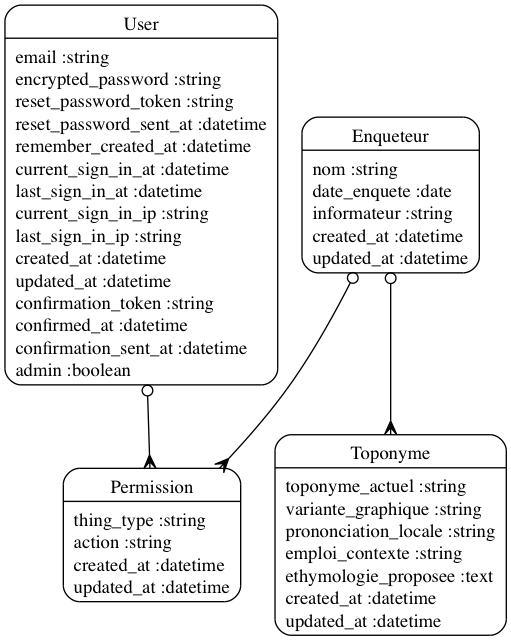 User
email :string
encrypted_password :string
reset_password_token :string
reset_password_sent_at :datetime
remember_created_at :datetime
current_sign_in_at :datetime
last_sign_in_at :datetime
current_sign_in_ip :string
last_sign_in_ip :string
created_at :datetime
updated_at :datetime
confirmation_token :string
confirmed_at :datetime
confirmation_sent_at :datetime
admin :boolean
Enqueteur
nom :string
date_enquete :date
informateur :string
created_at :datetime
updated_at :datetime
Permission
thing_type :string
action :string
created_at :datetime
updated_at :datetime
Toponyme
toponyme_actuel :string
variante_graphique :string
prononciation_locale :string
emploi_contexte :string
ethymologie_proposee :text
created_at :datetime
updated_at :datetime